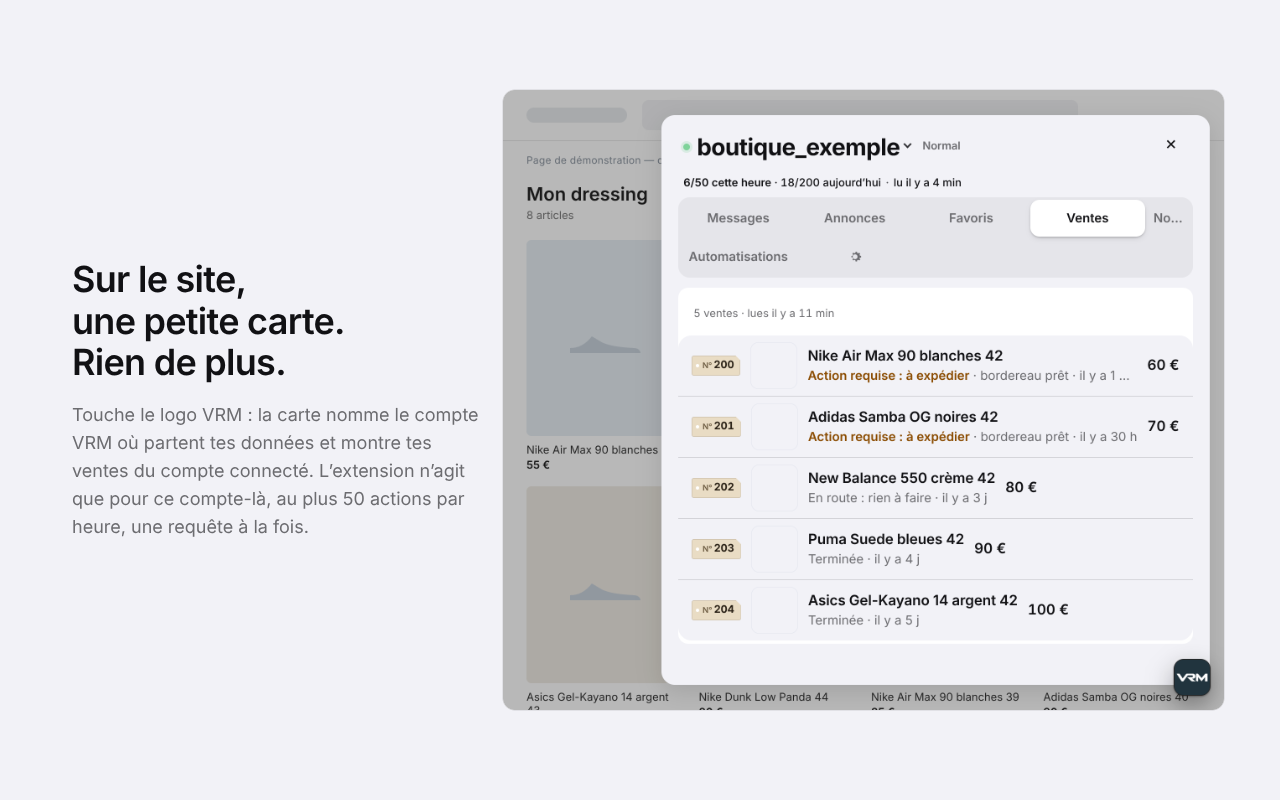 Sur le site,
une petite carte.
Rien de plus.
Touche le logo VRM : la carte nomme le compte
VRM où partent tes données et montre tes
ventes du compte connecté. L’extension n’agit
que pour ce compte-là, au plus 50 actions par
heure, une requête à la fois.
Page de démonstration —
Mon dressing
8 articles
Nike Air Max 90 blanches
55 €
Asics Gel-Kayano 14 argent
Nike Dunk Low Panda 44
Nike Air Max 90 blanches 39
Adidas Samba OG noires 40
boutique_exemple
Normal
×
6/50 cette heure · 18/200 aujourd’hui · lu il y a 4 min
Messages
Annonces
Favoris
Ventes
No...
Automatisations
5 ventes · lues il y a 11 min
N° 200
Nike Air Max 90 blanches 42
Action requise : à expédier · bordereau prêt · il y a 1 ...
60 €
N° 201
Adidas Samba OG noires 42
Action requise : à expédier · bordereau prêt · il y a 30 h
70 €
N° 202
New Balance 550 crème 42
En route : rien à faire · il y a 3 j
80 €
N° 203
Puma Suede bleues 42
Terminée · il y a 4 j
90 €
N° 204
Asics Gel-Kayano 14 argent 42
Terminée · il y a 5 j
100 €
VRM